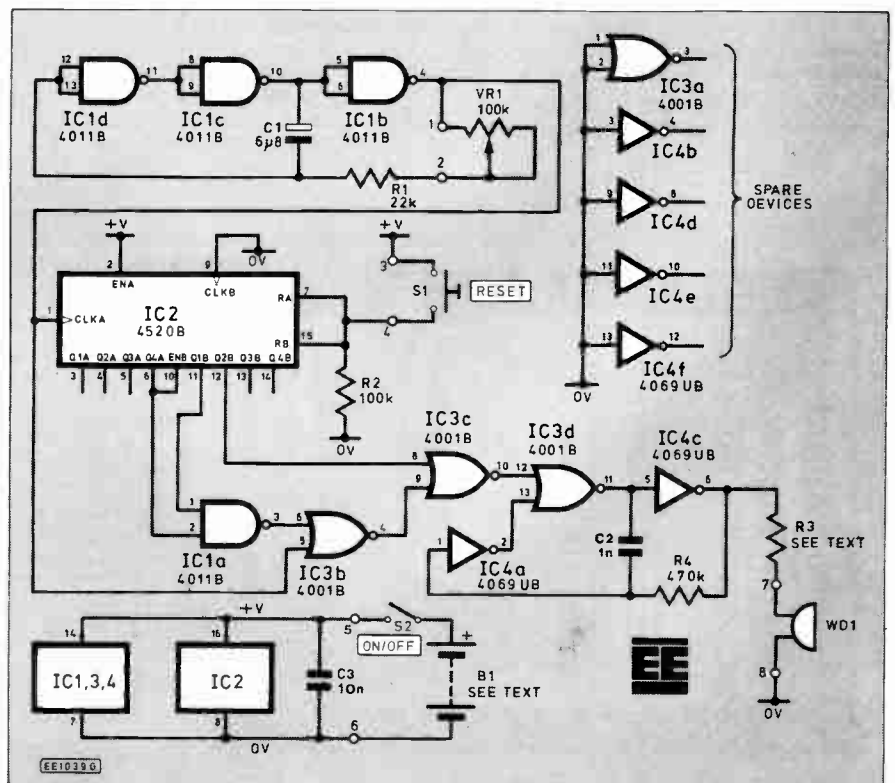 12
13
11
IC1d
4011B
8
9
10
IC1c
4011B
C1
6µ8
5
6
4
IC1b
4011B
VR1
100k
1
2
R1
22k
1
2
3
IC3a
4001B
3
4
IC4b
9
8
IC4d
11
10
IC4e
13
12
IC4f
4069UB
SPARE
DEVICES
0V
+V
2
ENA
9
CLKB
0V
1
CLKA
IC2
4520B
RA
7
RB
15
Q1A Q2A Q3A Q4A ENB Q1B Q2B Q3B Q4B
3 4 5 6 10 11 12 13 14
+V
3
S1
RESET
4
R2
100k
0V
1
2
3
IC1a
4011B
6
5
4
IC3b
4001B
IC3c
4001B
8
9
10
IC3d
4001B
12
13
11
1
2
IC4a
4069UB
C2
1n
IC4c
4069UB
5
6
R4
470k
R3
SEE TEXT
7
WD1
8
0V
+V
14
IC1,3,4
7
16
IC2
8
0V
C3
10n
5
S2
ON/OFF
6
+
B1
SEE TEXT
EE
EE1039G